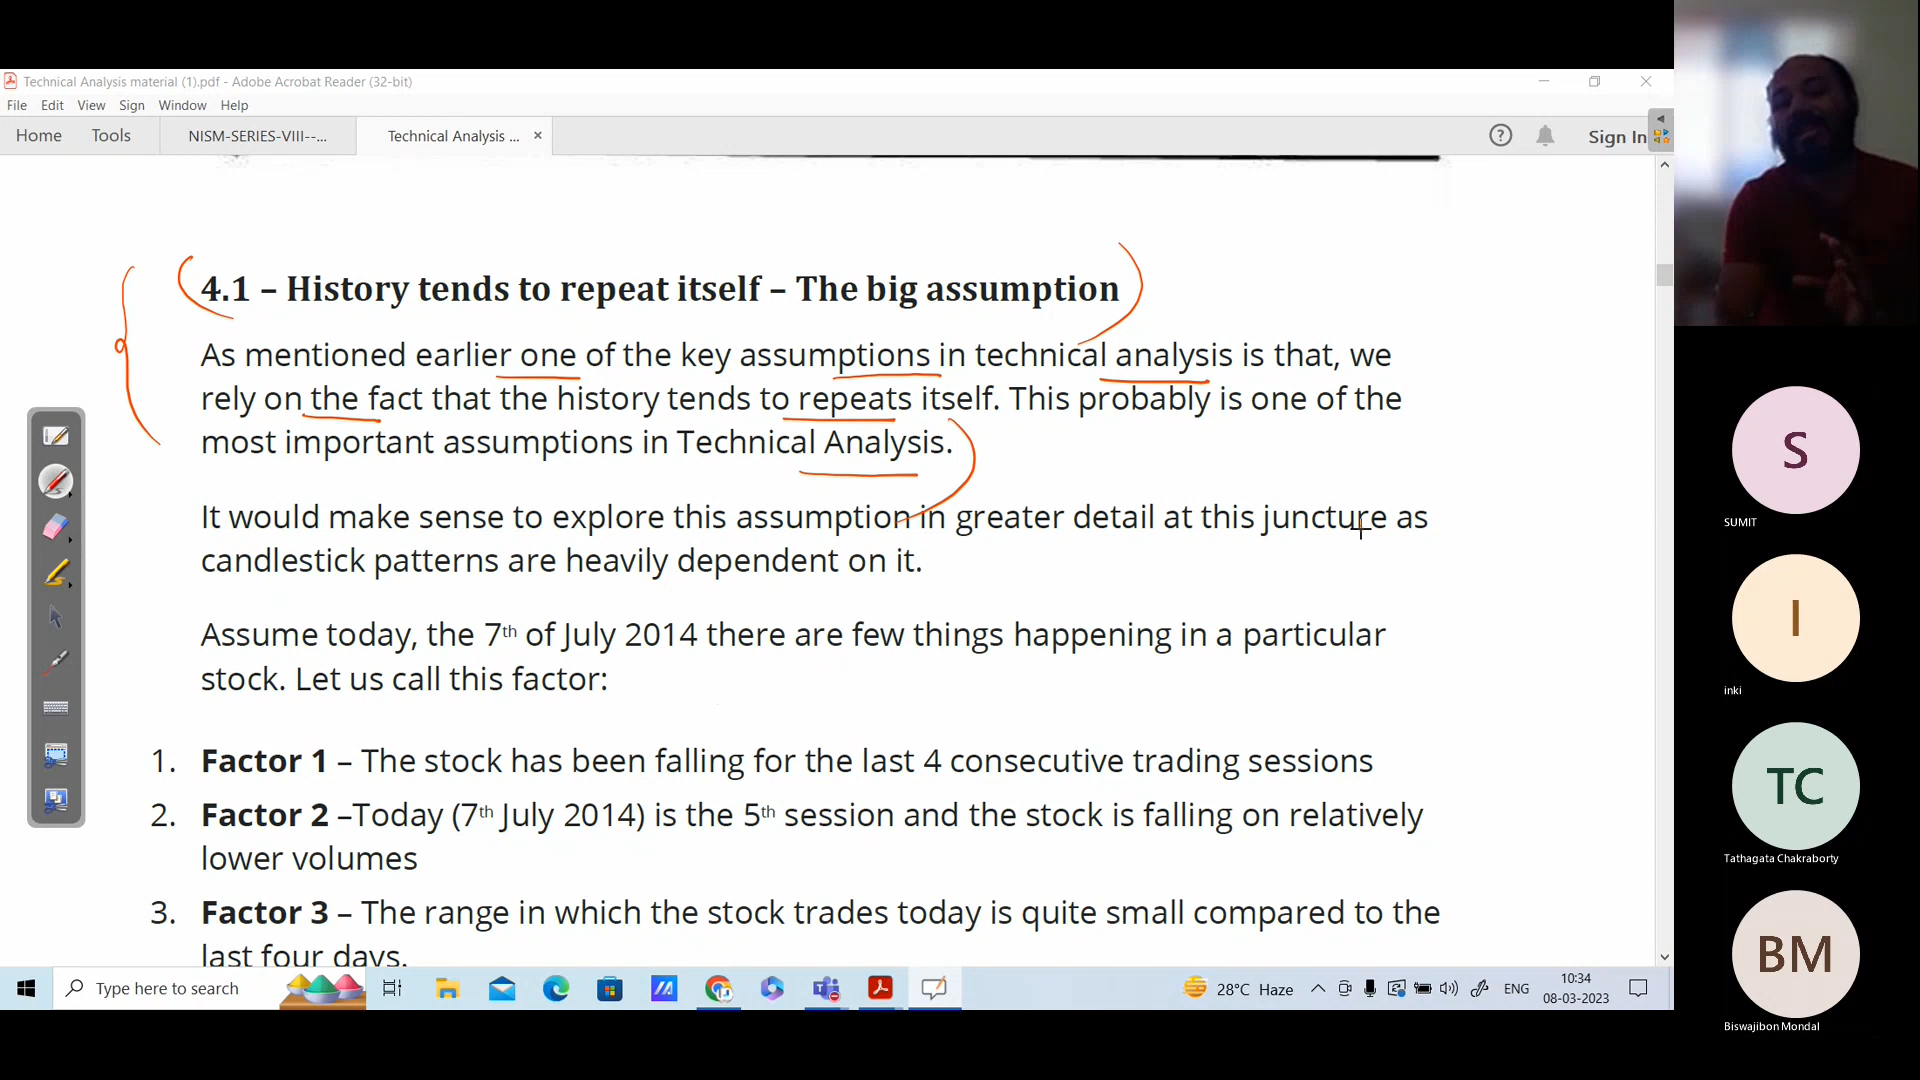 Technical Analysis material (1).pdf - Adobe Acrobat Reader (32-bit)
File Edit View Sign Window Help
Home Tools NISM-SERIES-VIII--... Technical Analysis ... × Sign In
4.1 – History tends to repeat itself – The big assumption
As mentioned earlier one of the key assumptions in technical analysis is that, we
rely on the fact that the history tends to repeats itself. This probably is one of the
most important assumptions in Technical Analysis.
It would make sense to explore this assumption in greater detail at this juncture as
candlestick patterns are heavily dependent on it.
Assume today, the 7th of July 2014 there are few things happening in a particular
stock. Let us call this factor:
1. Factor 1 – The stock has been falling for the last 4 consecutive trading sessions
2. Factor 2 –Today (7th July 2014) is the 5th session and the stock is falling on relatively
lower volumes
3. Factor 3 – The range in which the stock trades today is quite small compared to the
last four days.
Type here to search
28°C Haze
ENG
10:34
08-03-2023
S
SUMIT
I
inki
TC
Tathagata Chakraborty
BM
Biswajibon Mondal